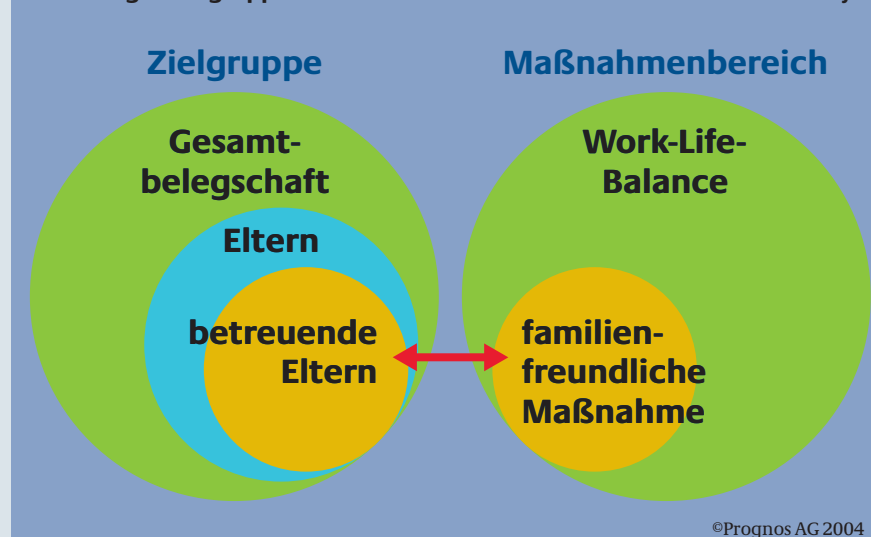 Zielgruppe
Maßnahmenbereich
Gesamt-
belegschaft
Eltern
betreuende
Eltern
Work-Life-
Balance
familien-
freundliche
Maßnahme
©Prognos AG 2004